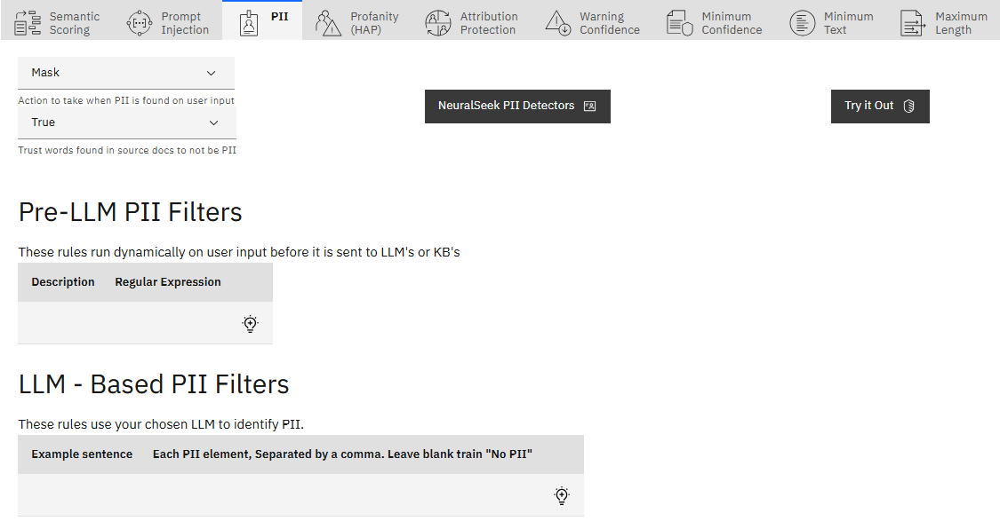 Semantic Scoring
Prompt Injection
PII
Profanity (HAP)
Attribution Protection
Warning Confidence
Minimum Confidence
Minimum Text
Maximum Length
Mask
Action to take when PII is found on user input
True
Trust words found in source docs to not be PII
NeuralSeek PII Detectors
Try it Out
Pre-LLM PII Filters
These rules run dynamically on user input before it is sent to LLM's or KB's
Description Regular Expression
LLM - Based PII Filters
These rules use your chosen LLM to identify PII.
Example sentence Each PII element, Separated by a comma. Leave blank train "No PII"